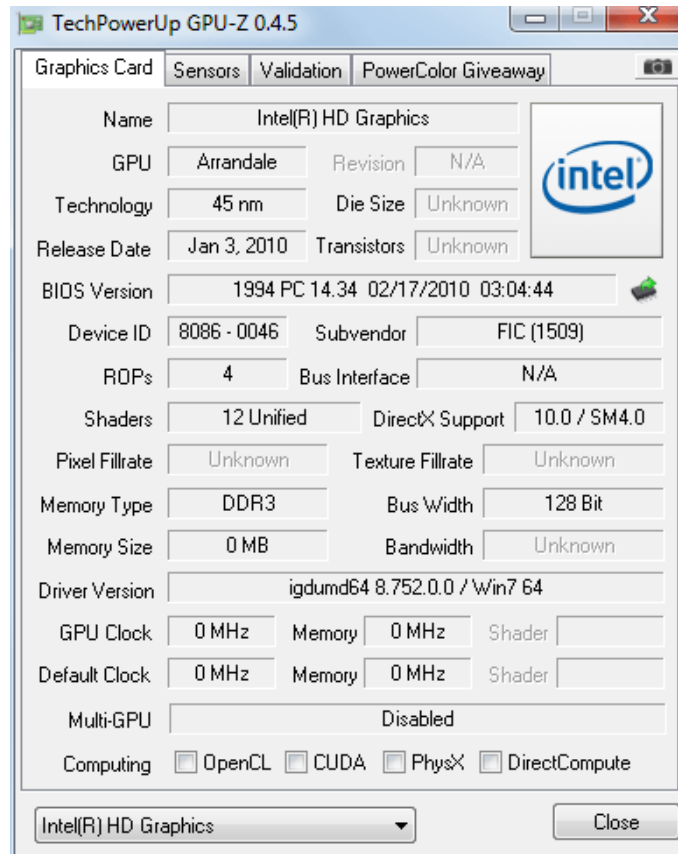 TechPowerUp GPU-Z 0.4.5
Graphics Card Sensors Validation PowerColor Giveaway
Name Intel(R) HD Graphics
intel
GPU Arrandale Revision N/A
Technology 45 nm Die Size Unknown
Release Date Jan 3, 2010 Transistors Unknown
BIOS Version 1994 PC 14.34 02/17/2010 03:04:44
Device ID 8086 - 0046 Subvendor FIC (1509)
ROPs 4 Bus Interface N/A
Shaders 12 Unified DirectX Support 10.0 / SM4.0
Pixel Fillrate Unknown Texture Fillrate Unknown
Memory Type DDR3 Bus Width 128 Bit
Memory Size 0 MB Bandwidth Unknown
Driver Version igdumd64 8.752.0.0 / Win7 64
GPU Clock 0 MHz Memory 0 MHz Shader
Default Clock 0 MHz Memory 0 MHz Shader
Multi-GPU Disabled
Computing OpenCL CUDA PhysX DirectCompute
Intel(R) HD Graphics Close